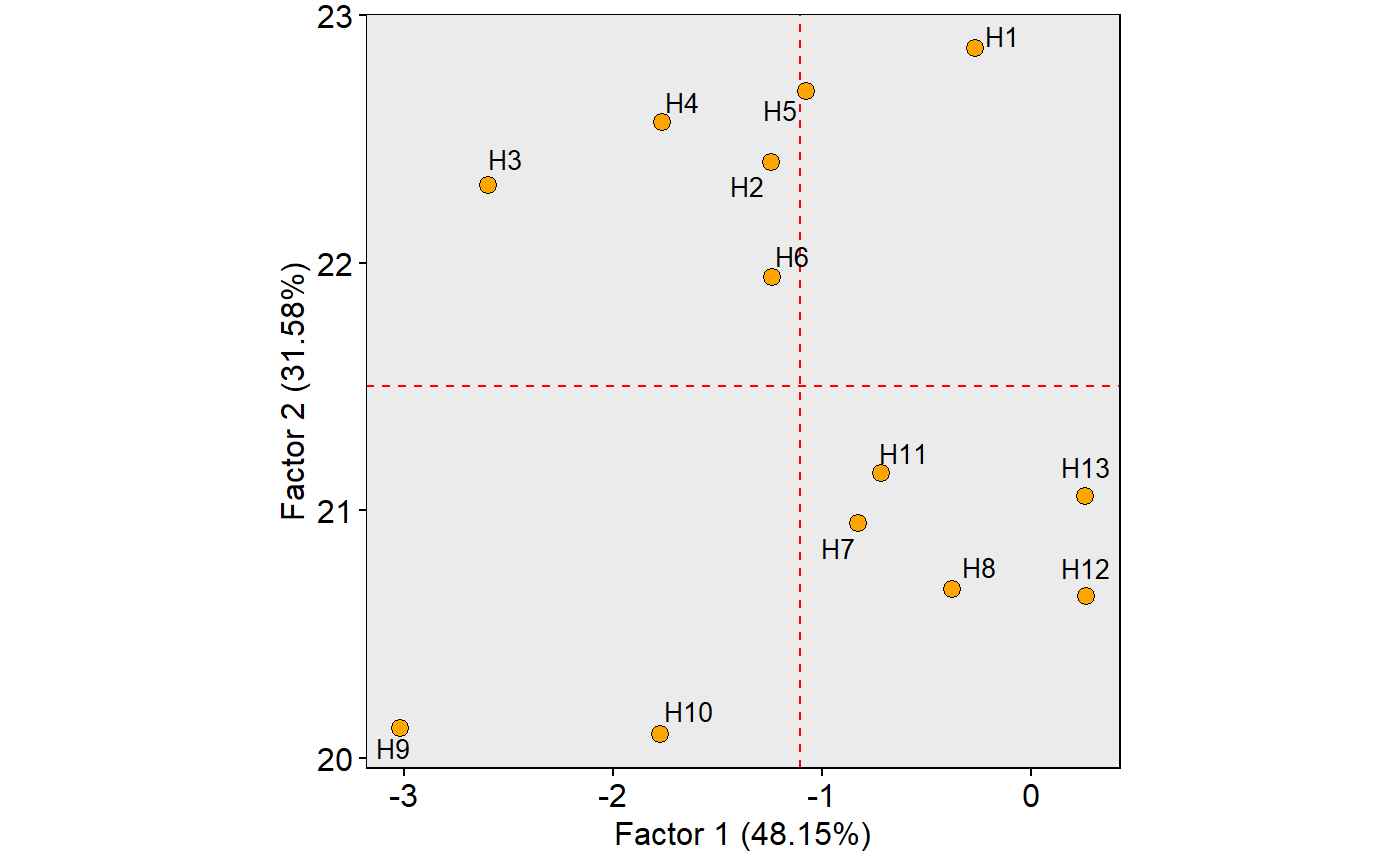 23
H1
H4
H5
H3
H2
22
H6
Factor 2 (31.58%)
H11
H13
21
H7
H8
H12
H10
H9
20
-3
-2
-1
0
Factor 1 (48.15%)